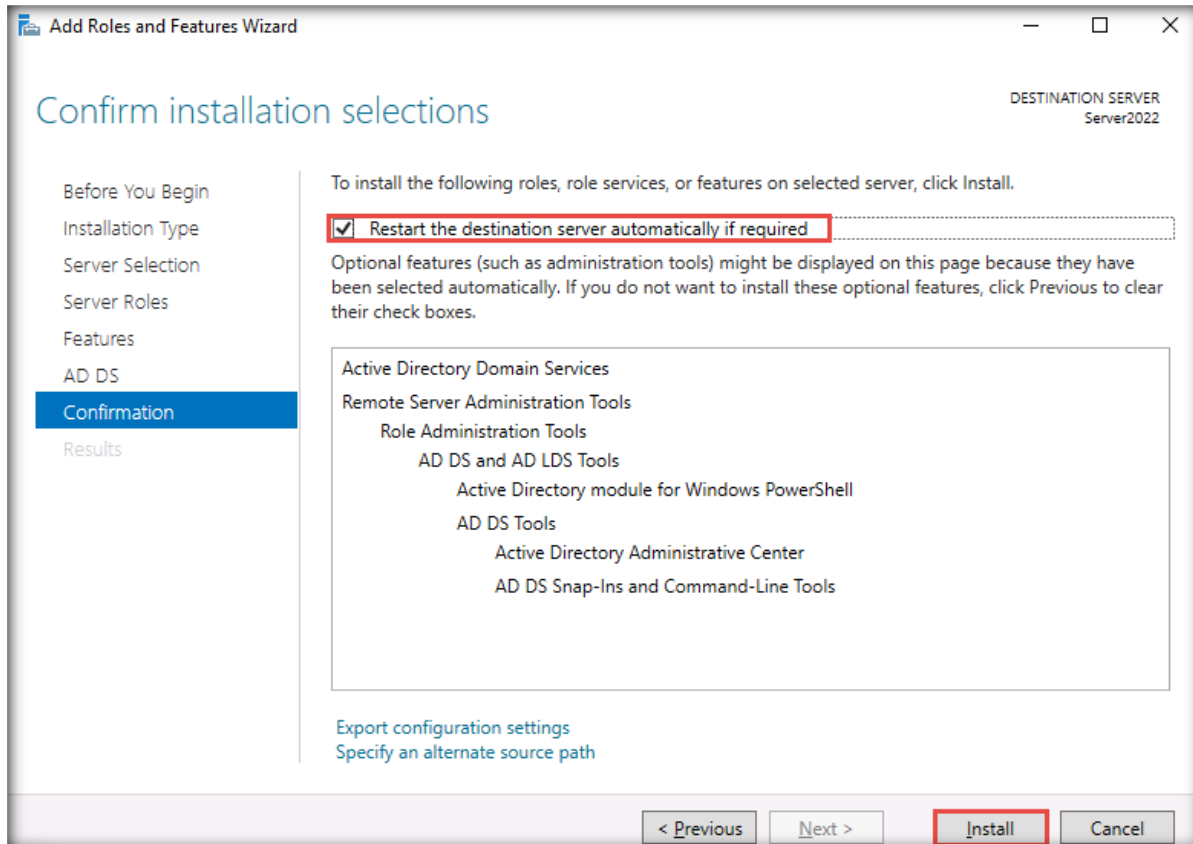 Add Roles and Features Wizard
Confirm installation selections
DESTINATION SERVER
Server2022
Before You Begin
Installation Type
Server Selection
Server Roles
Features
AD DS
Confirmation
Results
To install the following roles, role services, or features on selected server, click Install.
Restart the destination server automatically if required
Optional features (such as administration tools) might be displayed on this page because they have
been selected automatically. If you do not want to install these optional features, click Previous to clear
their check boxes.
Active Directory Domain Services
Remote Server Administration Tools
Role Administration Tools
AD DS and AD LDS Tools
Active Directory module for Windows PowerShell
AD DS Tools
Active Directory Administrative Center
AD DS Snap-Ins and Command-Line Tools
Export configuration settings
Specify an alternate source path
< Previous
Next >
Install
Cancel